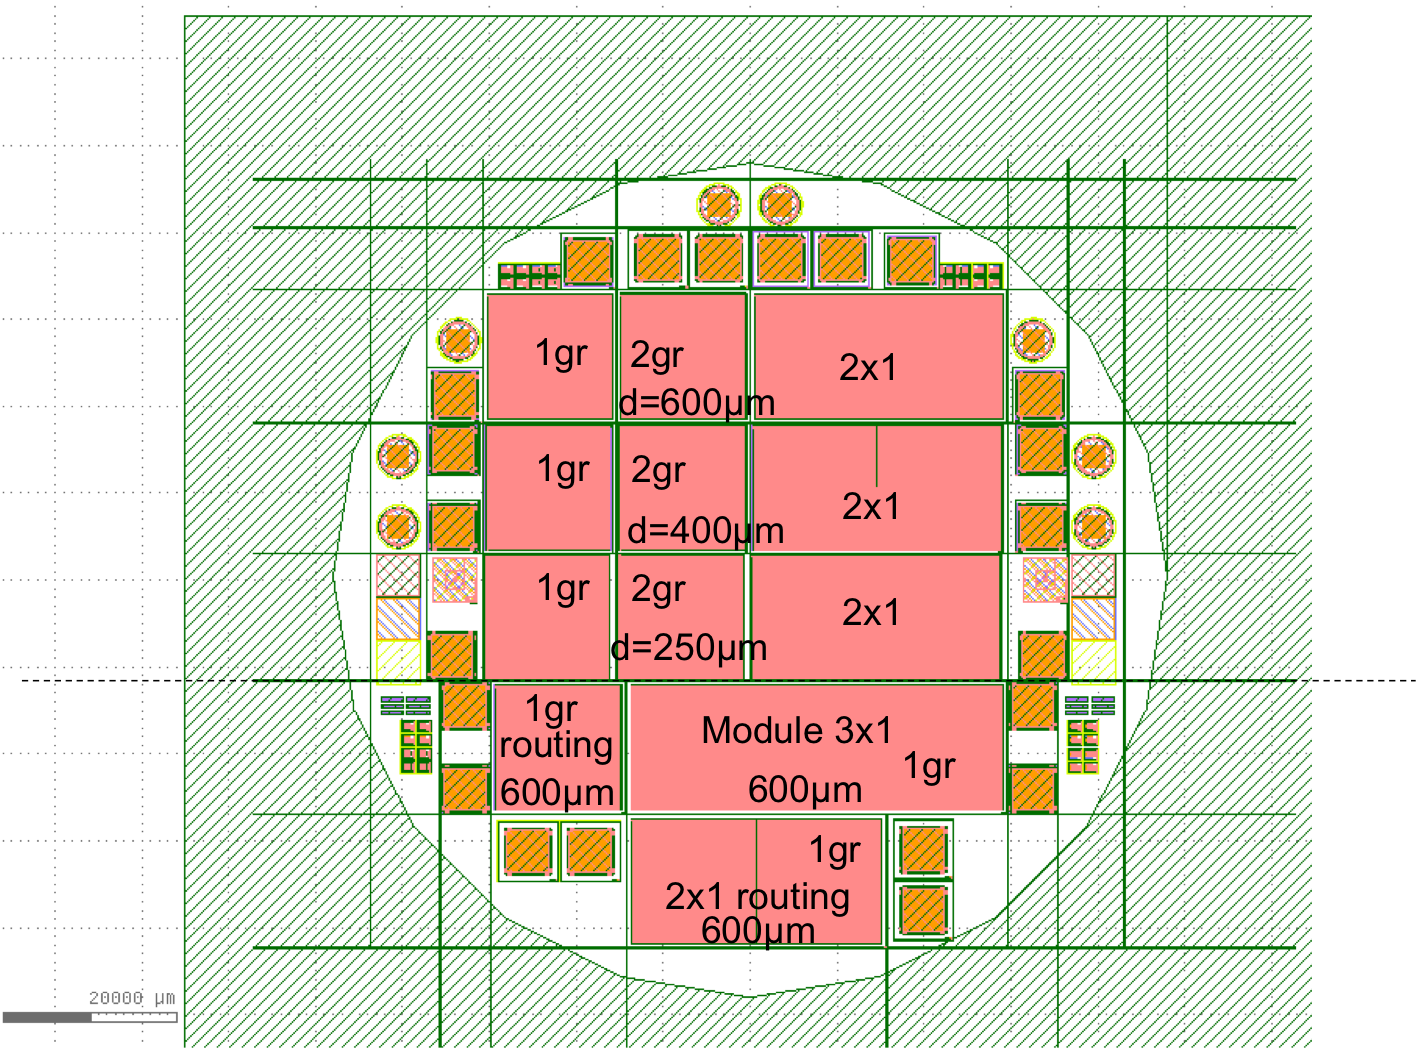 1gr
2gr
2x1
d=600µm
1gr
2gr
2x1
d=400µm
1gr
2gr
2x1
d=250µm
1gr
routing
600µm
Module 3x1
1gr
600µm
1gr
2x1 routing
600µm
20000 µm